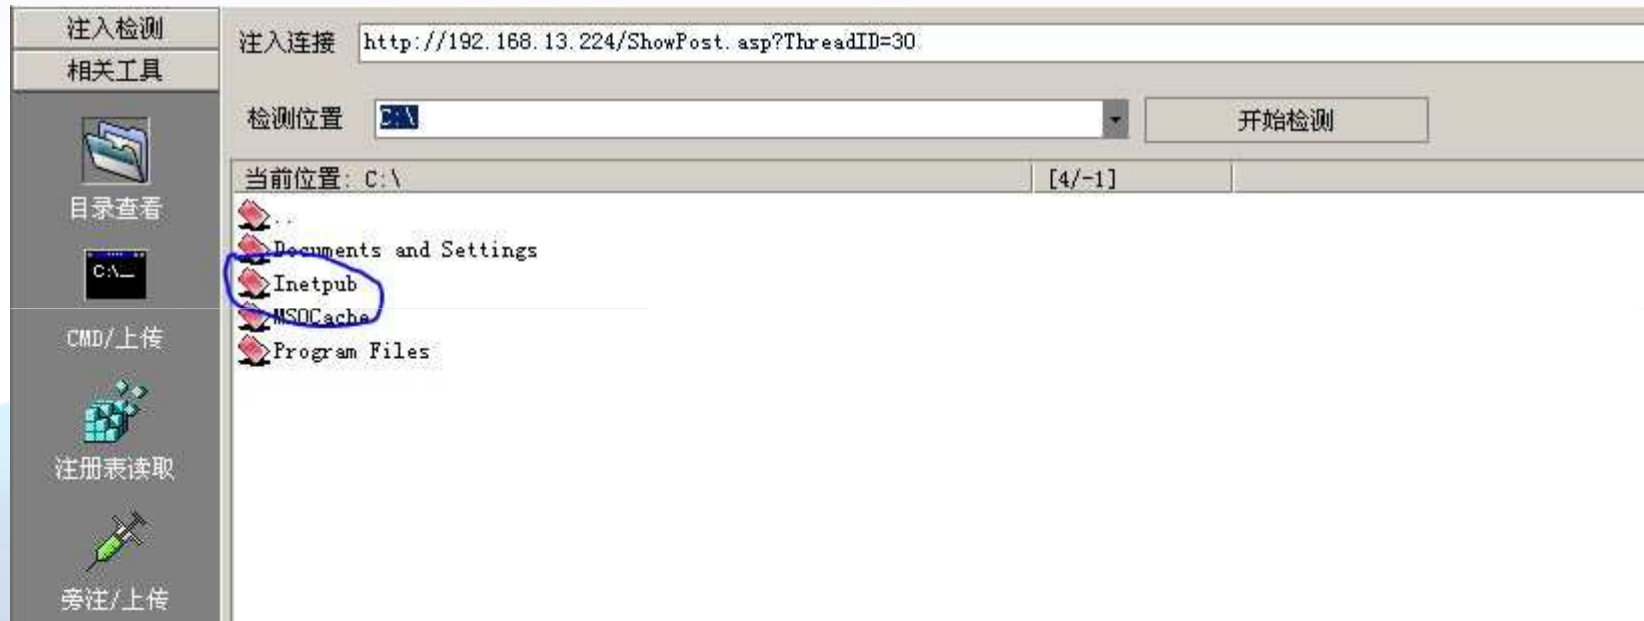 注入检测
相关工具
目录查看
C:\_
CMD/上传
注册表读取
旁注/上传
注入连接 http://192.168.13.224/ShowPost.asp?ThreadID=30
检测位置 C:\ 开始检测
当前位置: C:\ [4/-1]
..
Documents and Settings
Inetpub
MSOCache
Program Files